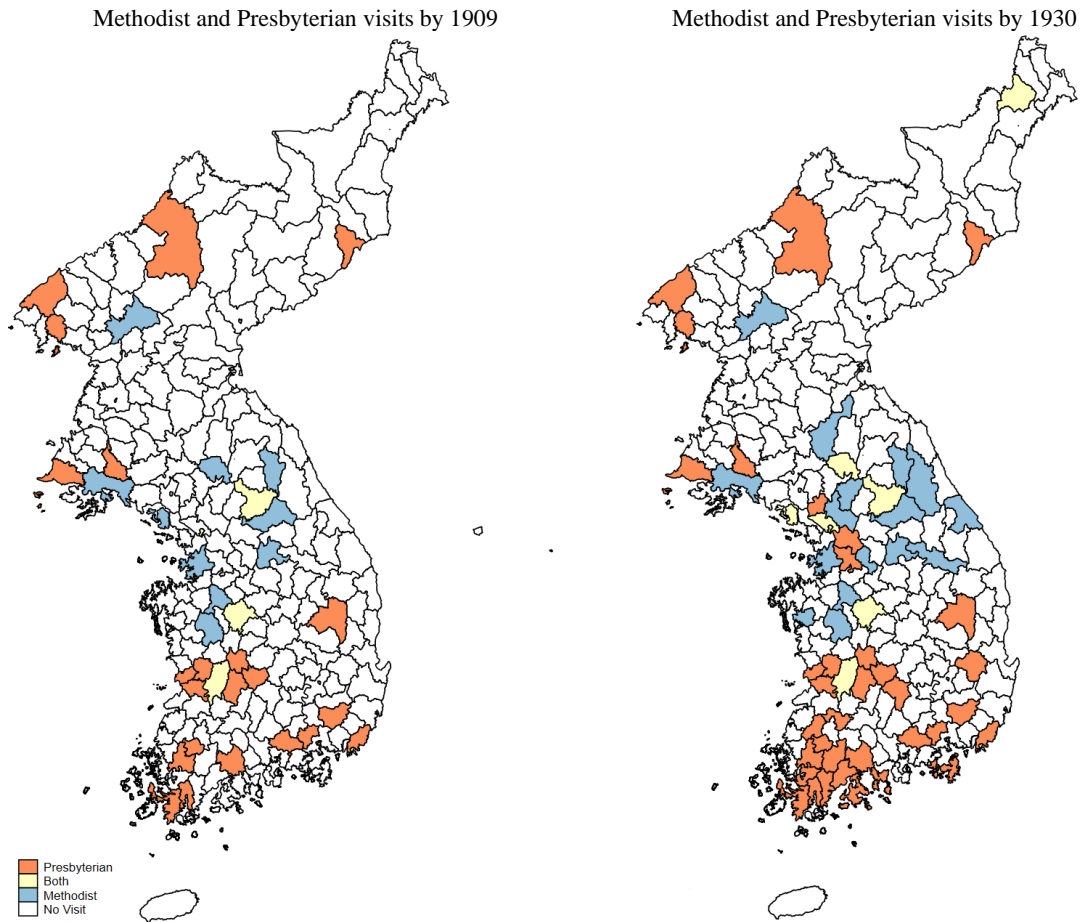 Methodist and Presbyterian visits by 1909
Methodist and Presbyterian visits by 1930
Presbyterian
Both
Methodist
No Visit